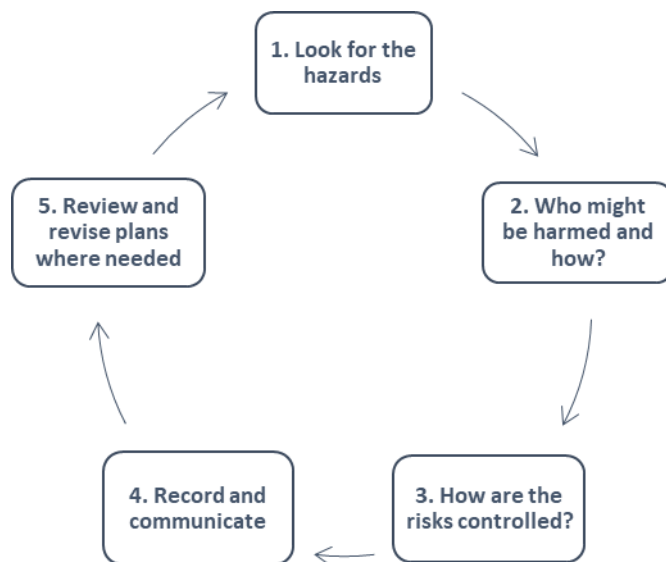 1. Look for the
hazards
2. Who might
be harmed and
how?
3. How are the
risks controlled?
4. Record and
communicate
5. Review and
revise plans
where needed